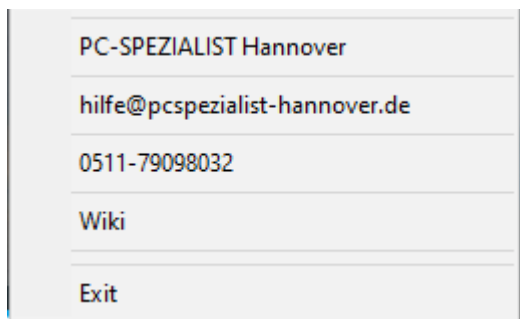 PC-SPEZIALIST Hannover
hilfe@pcspezialist-hannover.de
0511-79098032
Wiki
Exit